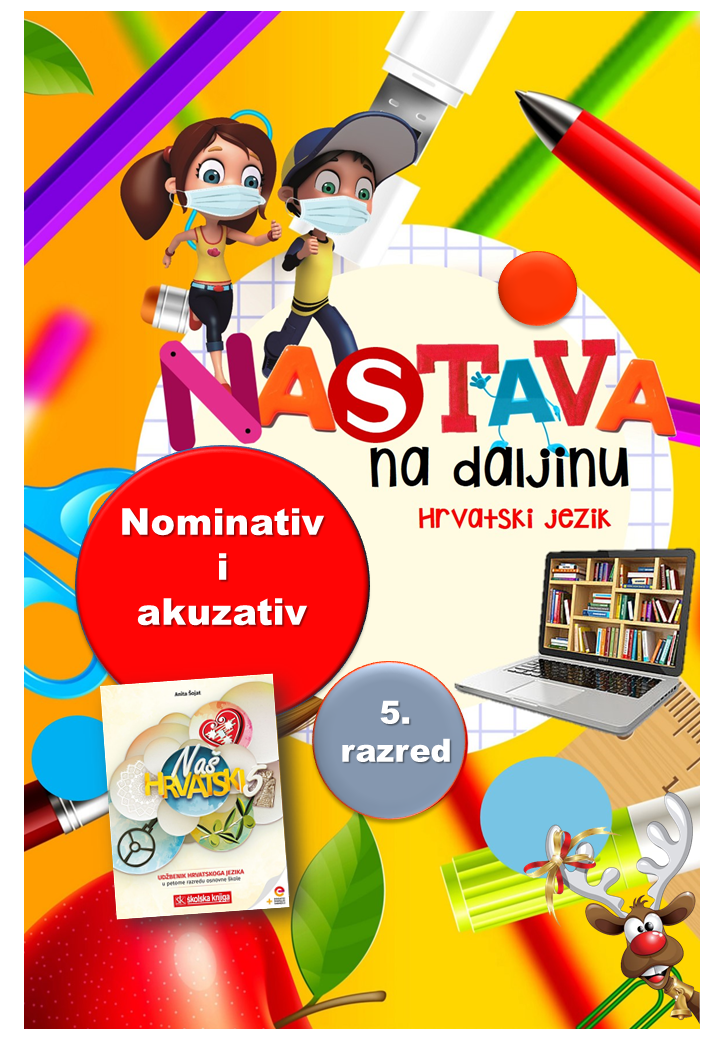 NASTAVA
na daljinu
Hrvatski jezik
Nominativ
i
akuzativ
5.
razred
Anita Šojat
Naš
HRVATSKI 5
UDŽBENIK HRVATSKOGA JEZIKA
u petome razredu osnovne škole
školska knjiga